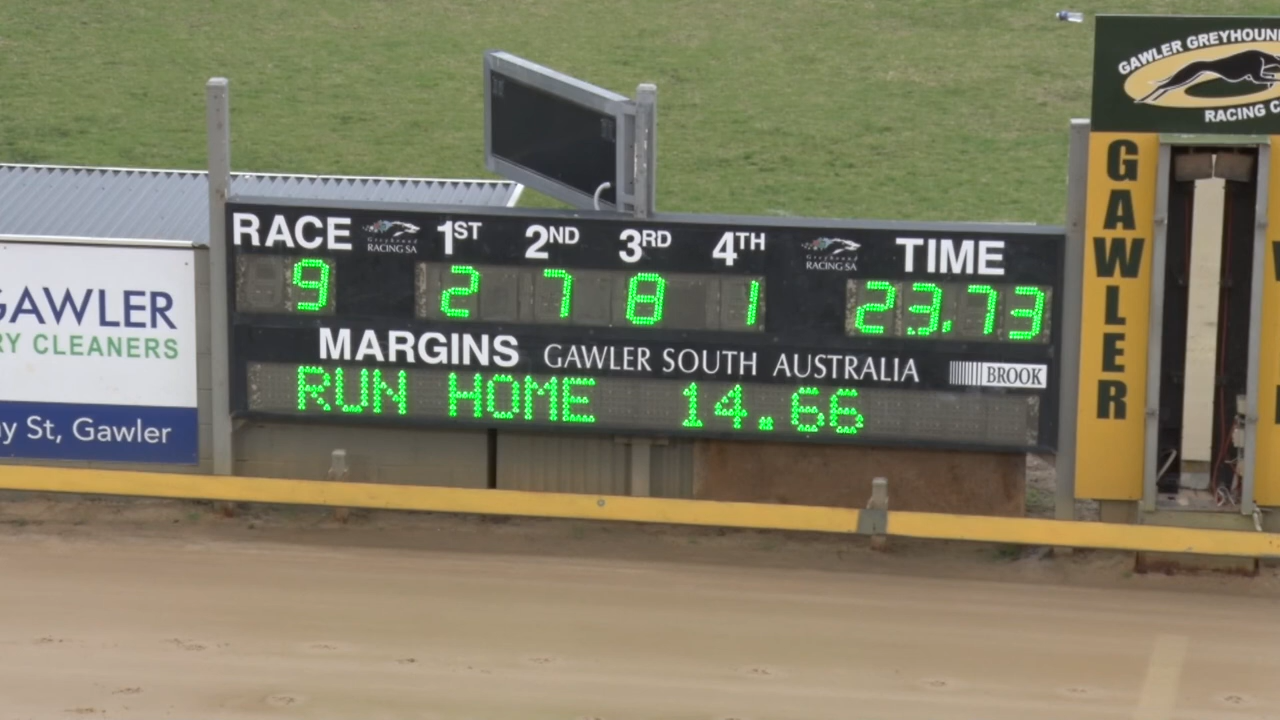 GAWLER GREYHOUN
RACING C
GAWLER
RACE
Greyhound
RACING SA
1ST 2ND 3RD 4TH
Greyhound
RACING SA
TIME
9 2 7 8 1 23.73
MARGINS GAWLER SOUTH AUSTRALIA BROOK
RUN HOME 14.66
GAWLER
RY CLEANERS
ay St, Gawler